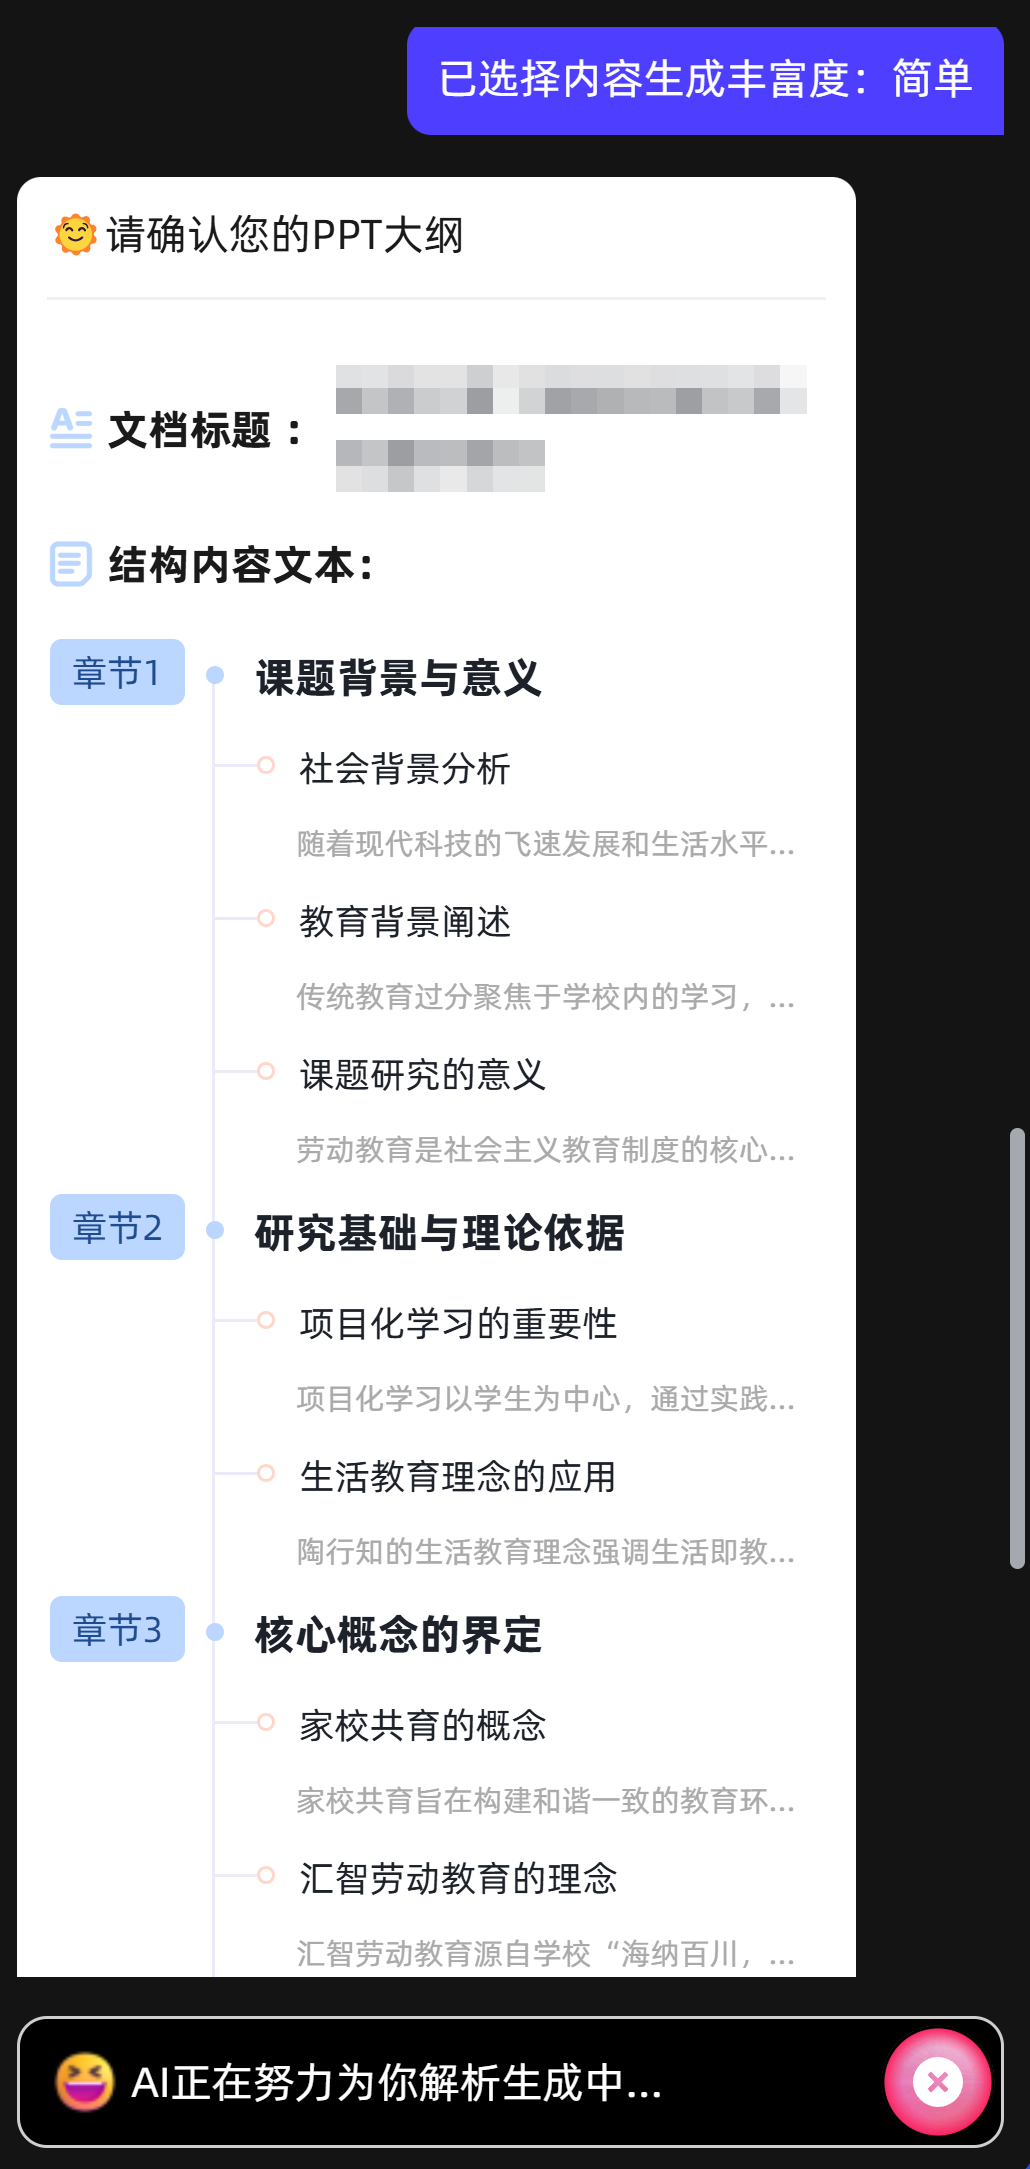 已选择内容生成丰富度：简单
请确认您的PPT大纲
文档标题：
结构内容文本：
章节1 课题背景与意义
社会背景分析
随着现代科技的飞速发展和生活水平...
教育背景阐述
传统教育过分聚焦于学校内的学习，...
课题研究的意义
劳动教育是社会主义教育制度的核心...
章节2 研究基础与理论依据
项目化学习的重要性
项目化学习以学生为中心，通过实践...
生活教育理念的应用
陶行知的生活教育理念强调生活即教...
章节3 核心概念的界定
家校共育的概念
家校共育旨在构建和谐一致的教育环...
汇智劳动教育的理念
汇智劳动教育源自学校“海纳百川，...
AI正在努力为你解析生成中...